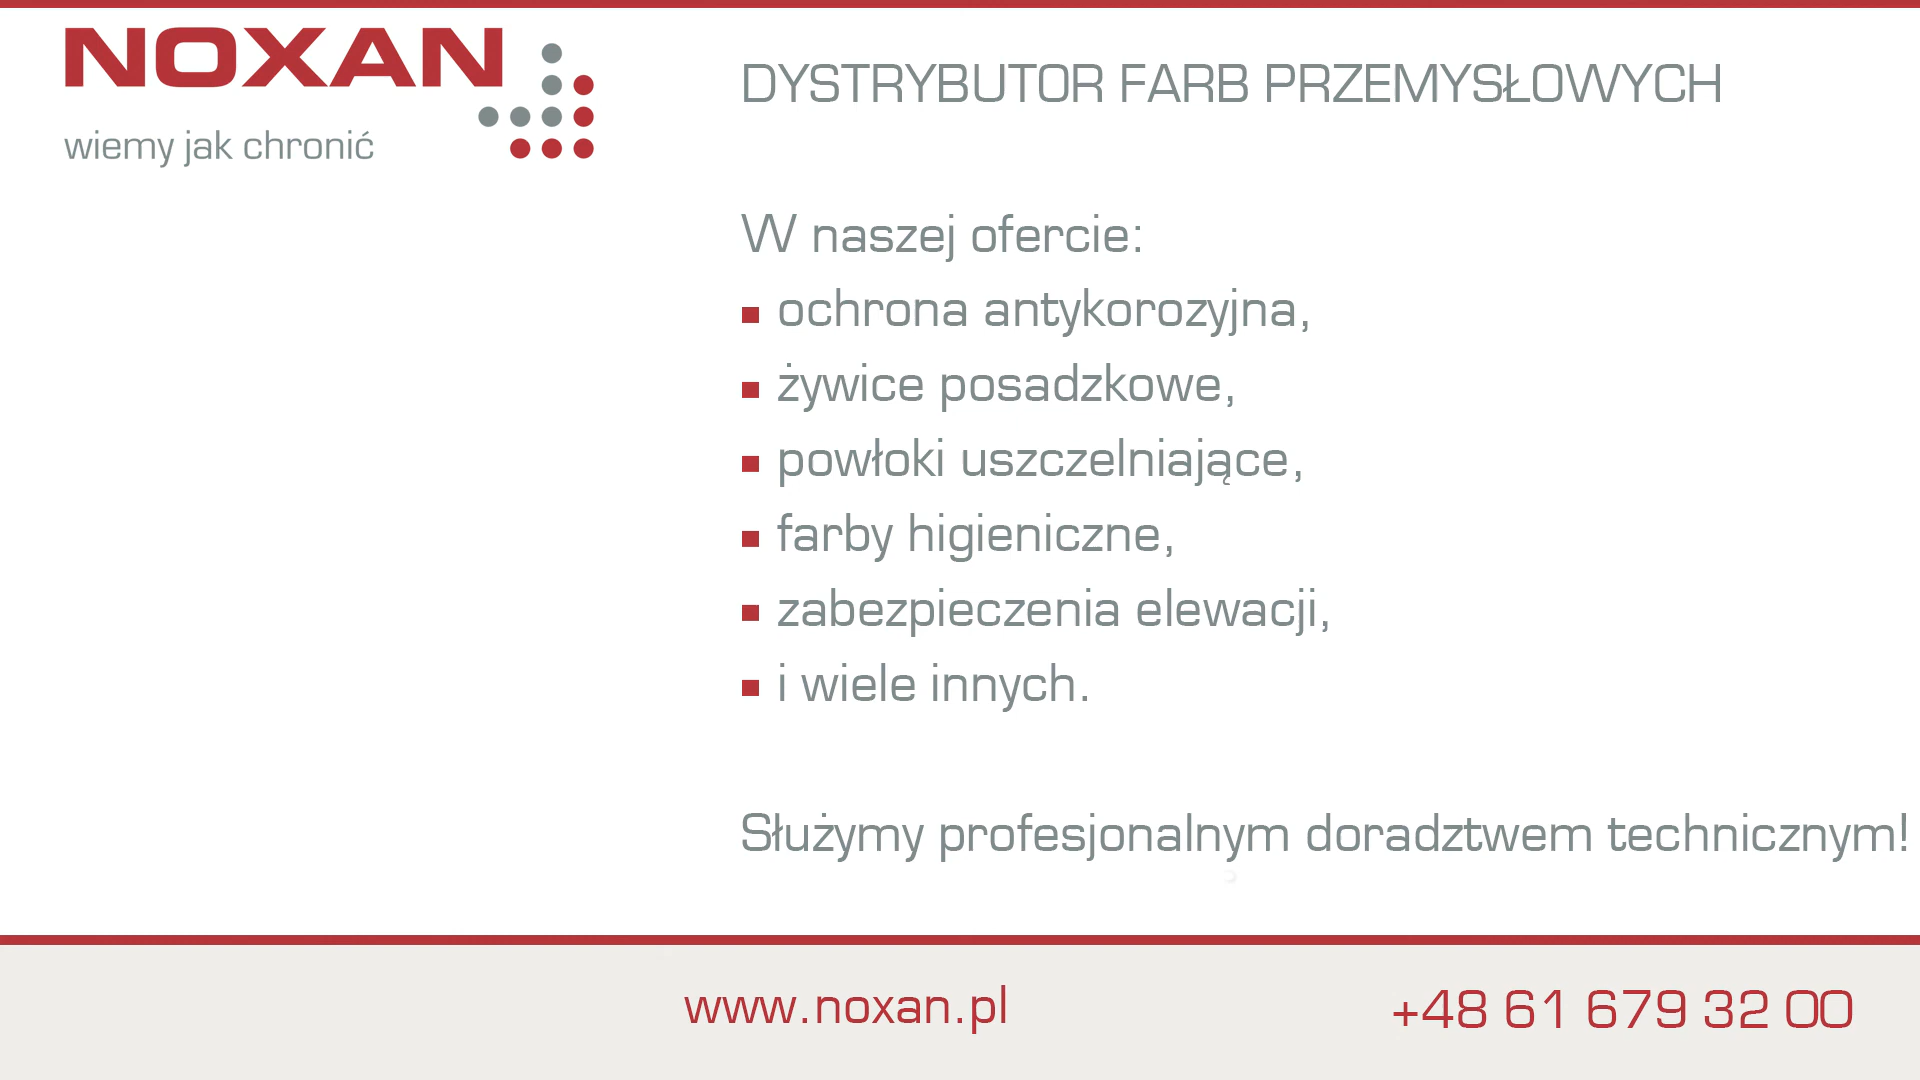 NOXAN
wiemy jak chronić
DYSTRYBUTOR FARB PRZEMYSŁOWYCH
W naszej ofercie:
ochrona antykorozyjna,
żywice posadzkowe,
powłoki uszczelniające,
farby higieniczne,
zabezpieczenia elewacji,
i wiele innych.
Służymy profesjonalnym doradztwem technicznym!
www.noxan.pl
+48 61 679 32 00